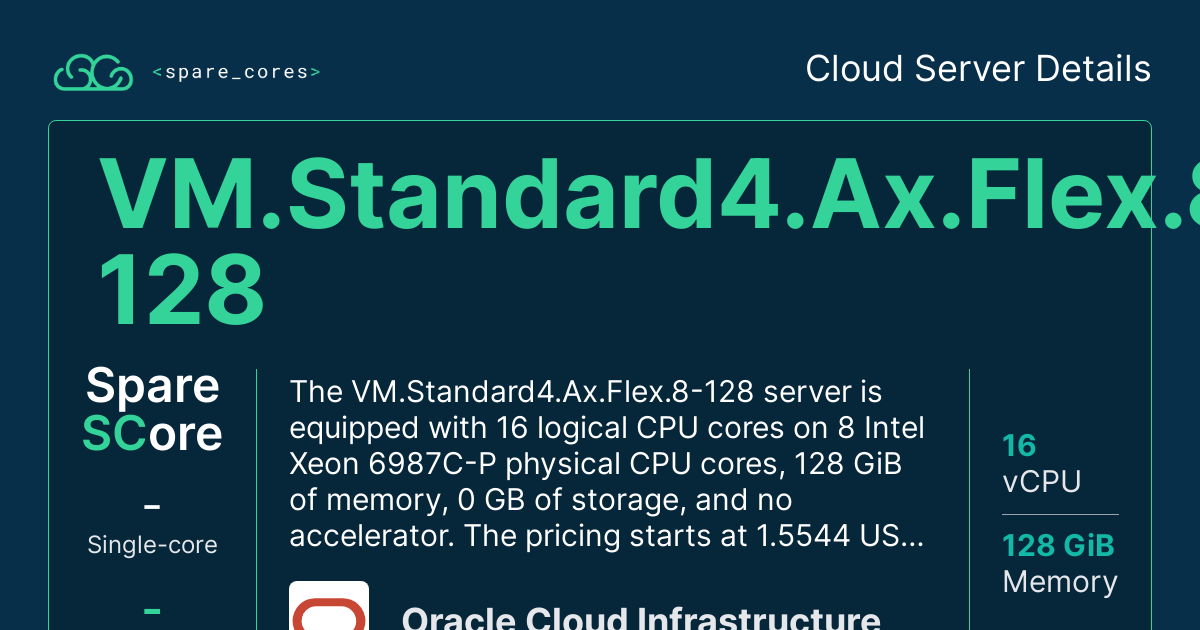 <spare_cores>
Cloud Server Details
VM.Standard4.Ax.Flex.8
128
Spare
SCore
–
Single-core
–
The VM.Standard4.Ax.Flex.8-128 server is
equipped with 16 logical CPU cores on 8 Intel
Xeon 6987C-P physical CPU cores, 128 GiB
of memory, 0 GB of storage, and no
accelerator. The pricing starts at 1.5544 US...
Oracle Cloud Infrastructure
16
vCPU
128 GiB
Memory